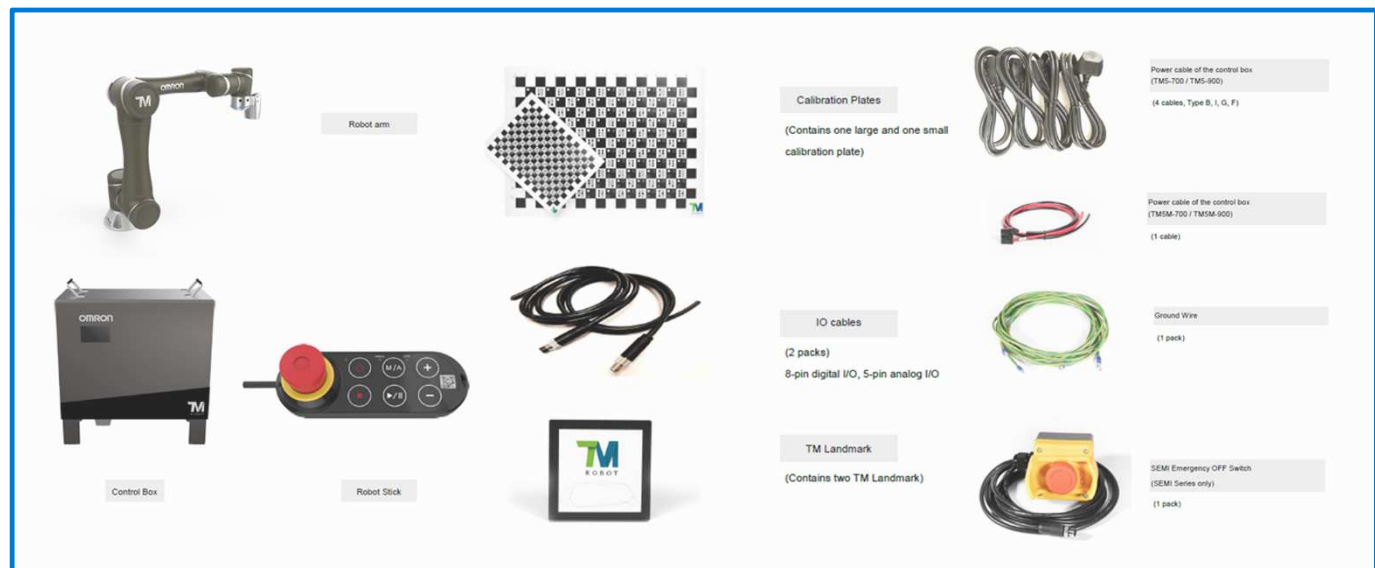 TM
OMRON
Robot arm
OMRON
TM
Control Box
M/A
Robot Stick
TM
Calibration Plates
(Contains one large and one small
calibration plate)
IO cables
(2 packs)
8-pin digital I/O, 5-pin analog I/O
TM
ROBOT
TM Landmark
(Contains two TM Landmark)
Power cable of the control box
(TM5-700 / TM5-900)
(4 cables, Type B, I, G, F)
Power cable of the control box
(TM5M-700 / TM5M-900)
(1 cable)
Ground Wire
(1 pack)
SEMI Emergency OFF Switch
(SEMI Series only)
(1 pack)